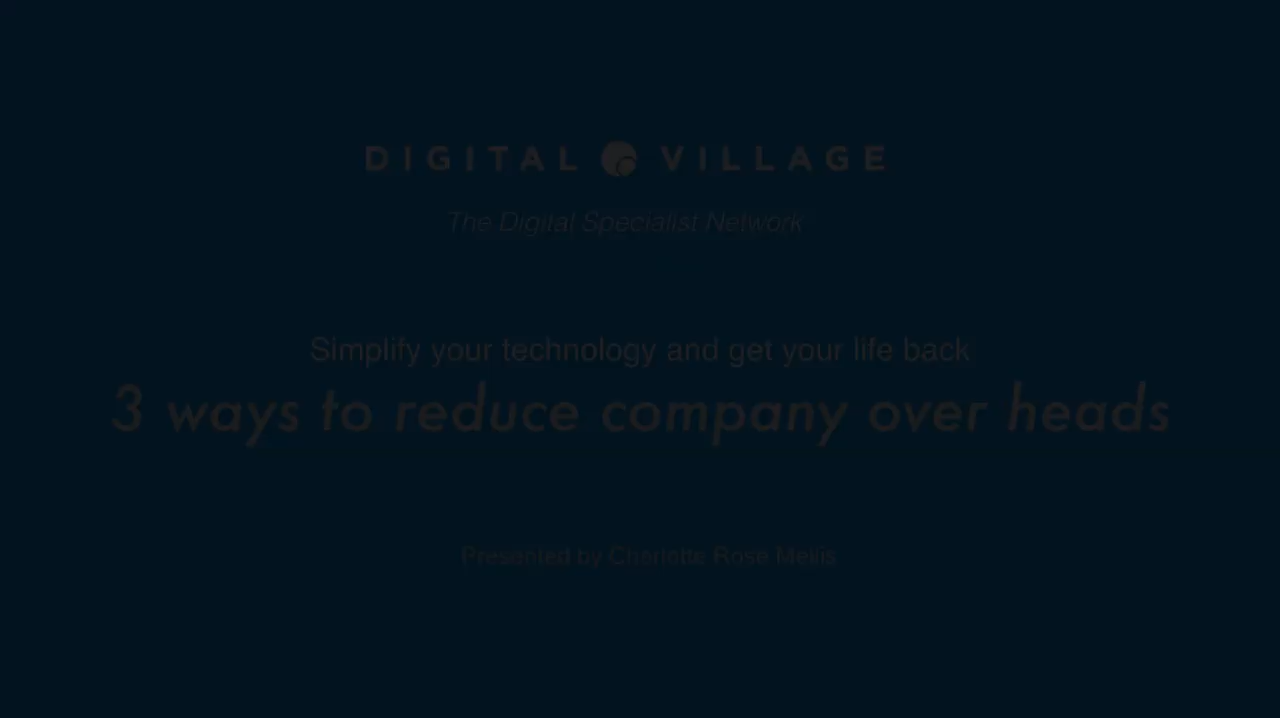 DIGITAL VILLAGE
The Digital Specialist Network
Simplify your technology and get your life back
3 ways to reduce company over heads
Presented by Charlotte Rose Mellis